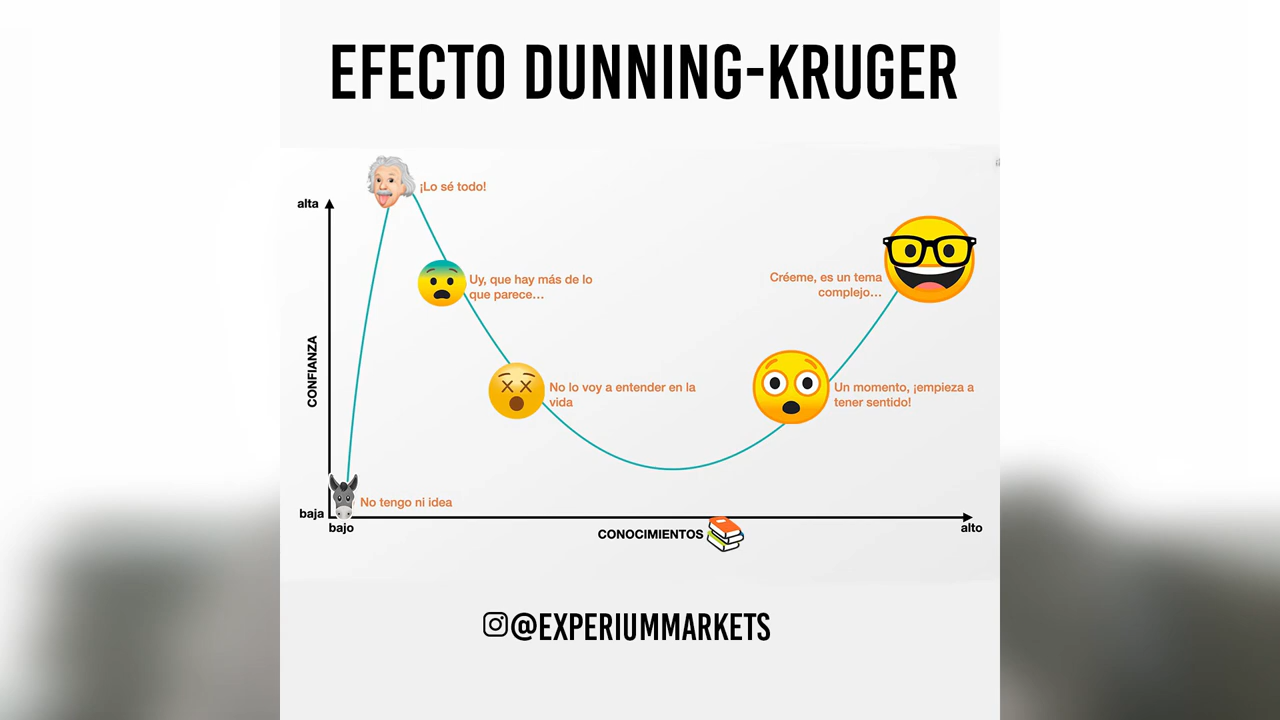 EFECTO DUNNING-KRUGER
¡Lo sé todo!
alta
Uy, que hay más de lo
que parece...
Créeme, es un tema
complejo...
CONFIANZA
No lo voy a entender en la
vida
Un momento, ¡empieza a
tener sentido!
No tengo ni idea
baja
bajo
CONOCIMIENTOS
alto
@EXPERIUMMARKETS